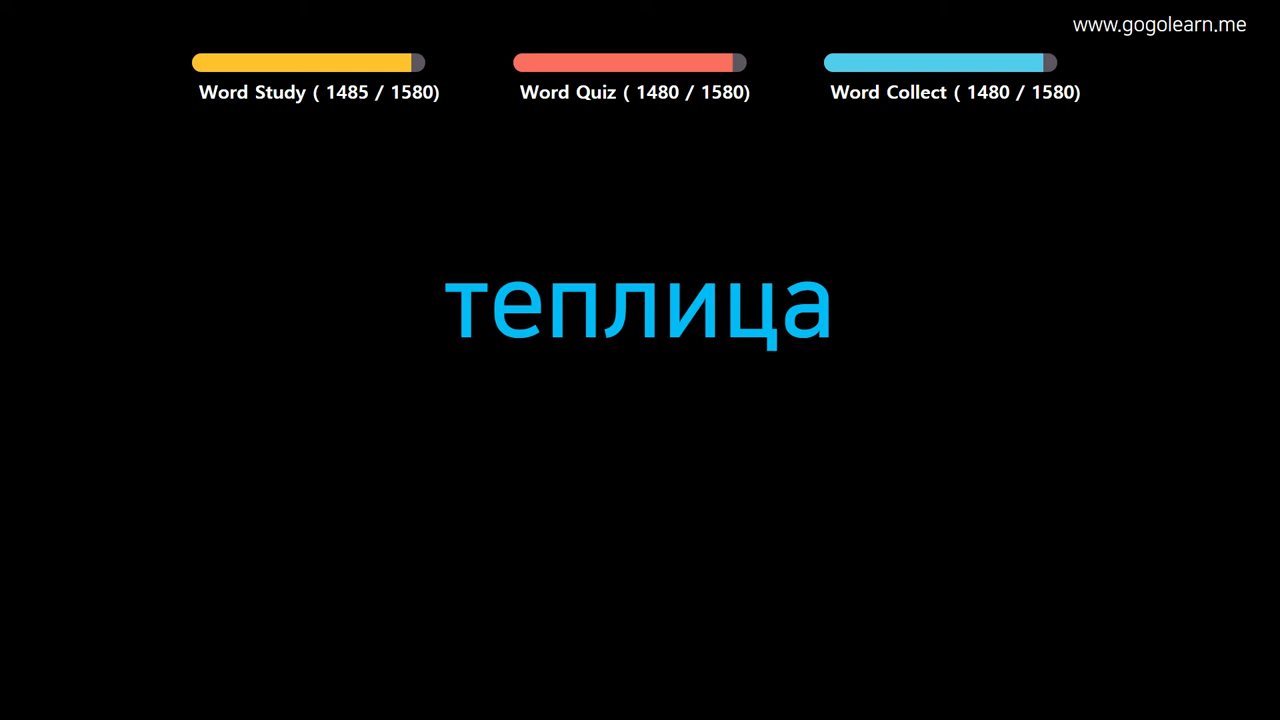 www.gogolearn.me
Word Study ( 1485 / 1580)
Word Quiz ( 1480 / 1580)
Word Collect ( 1480 / 1580)
теплица